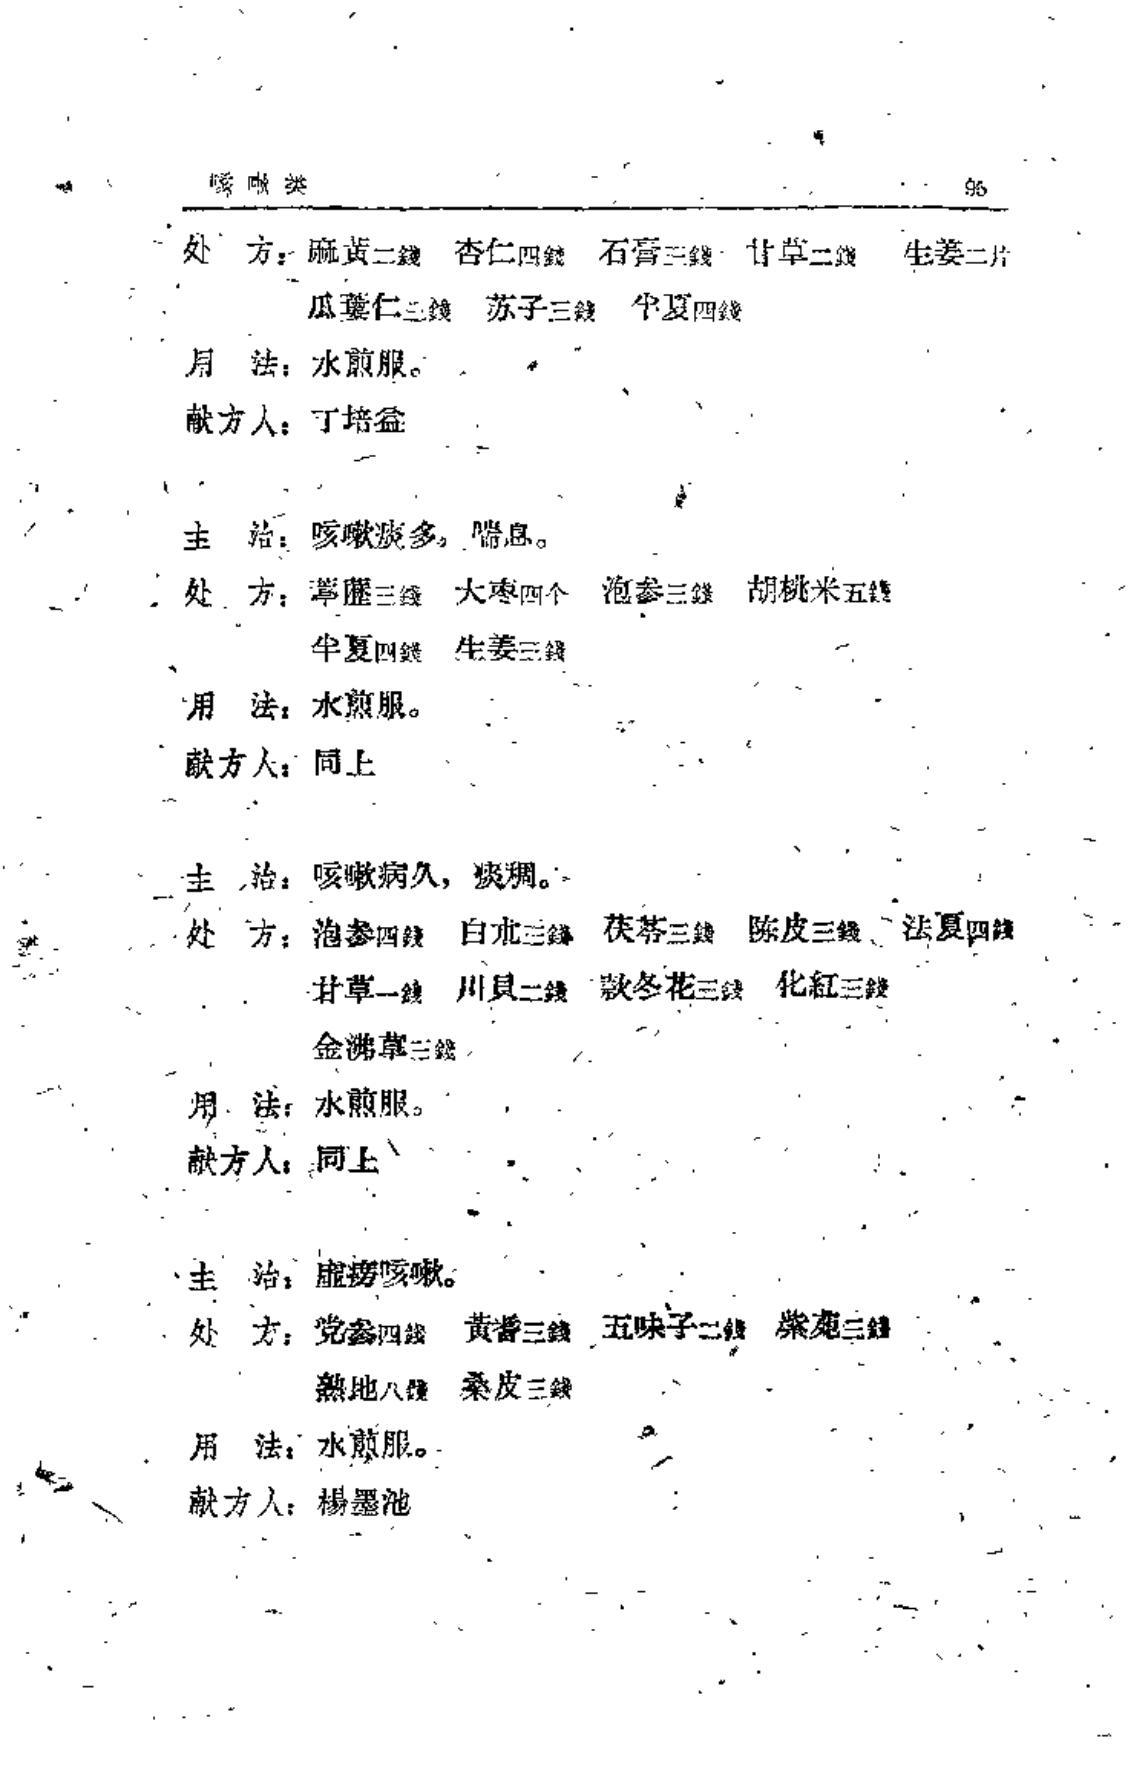 咳嗽类 95
处 方：麻黄二錢 杏仁四錢 石膏三錢 甘草二錢 生姜二片
瓜蒌仁三錢 苏子三錢 半夏四錢
用 法：水煎服。
献方人：丁培益
主 治：咳嗽痰多。喘息。
处 方：葶藶三錢 大枣四个 泡参三錢 胡桃米五錢
半夏四錢 生姜三錢
用 法：水煎服。
献方人：同上
主 治：咳嗽病久，痰稠。
处 方：泡参四錢 白朮三錢 茯苓三錢 陈皮三錢 法夏四錢
甘草一錢 川貝二錢 款冬花三錢 化紅三錢
金沸草三錢
用 法：水煎服。
献方人：同上
主 治：虚痨咳嗽。
处 方：党参四錢 黄蓍三錢 五味子二錢 紫菀三錢
熟地八錢 桑皮三錢
用 法：水煎服。
献方人：楊墨池